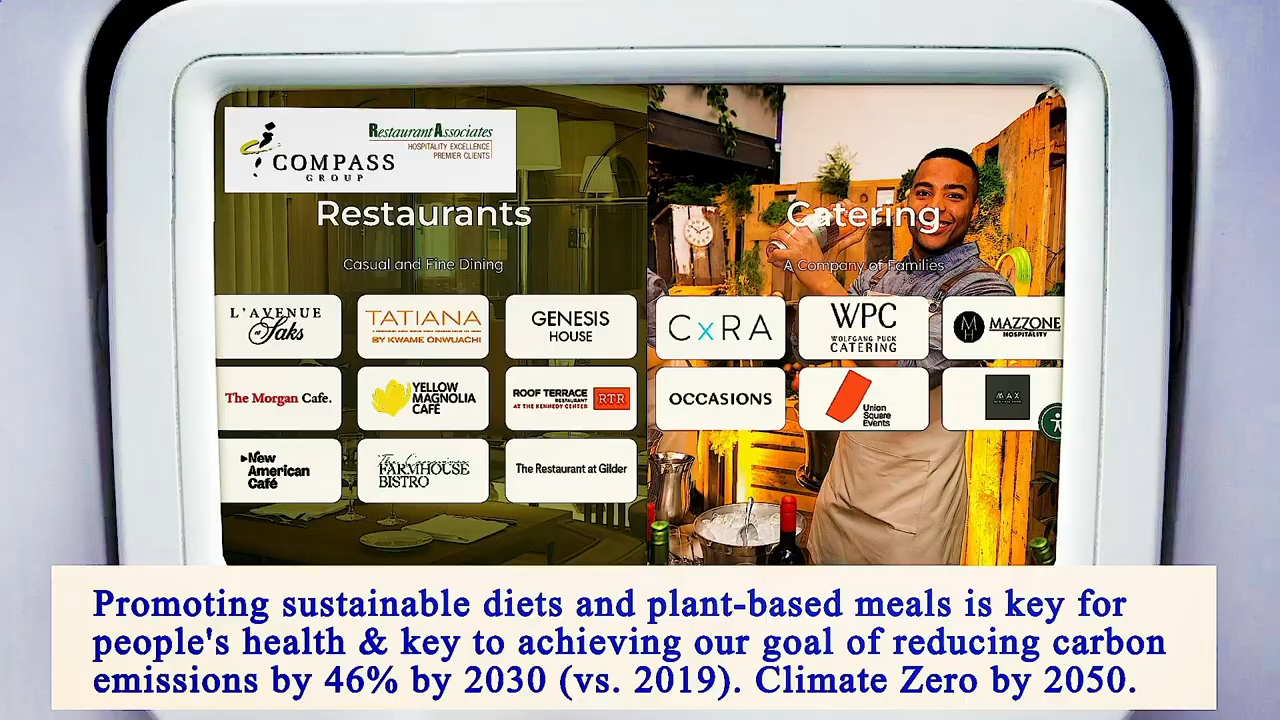 COMPASS
GROUP
Restaurant Associates
HOSPITALITY EXCELLENCE
PREMIER CLIENTS
Restaurants
Casual and Fine Dining
L'AVENUE
at Saks
TATIANA
BY KWAME ONWUACHI
GENESIS
HOUSE
The Morgan Cafe.
YELLOW
MAGNOLIA
CAFÉ
ROOF TERRACE
RESTAURANT
AT THE KENNEDY CENTER
RTR
New
American
Café
FARMHOUSE
BISTRO
The Restaurant at Gilder
Catering
A Company of Families
CxRA
WPC
WOLFGANG PUCK
CATERING
MH
MAZZONE
HOSPITALITY
OCCASIONS
Union
Square
Events
MAX
Promoting sustainable diets and plant-based meals is key for
people's health & key to achieving our goal of reducing carbon
emissions by 46% by 2030 (vs. 2019). Climate Zero by 2050.